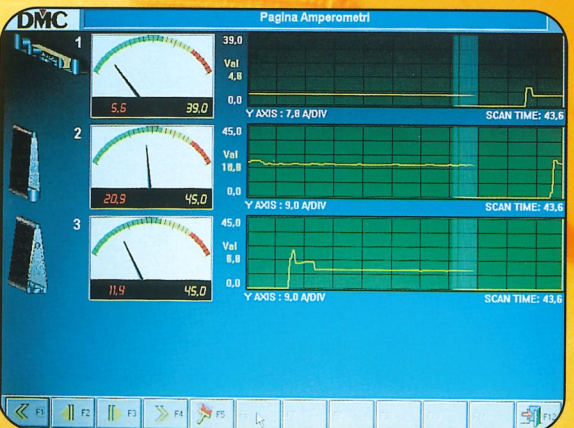 DMC
Pagina Amperometri
1
5,6 39,0
39,0
Val
4,8
0,0
Y AXIS : 7,8 A/DIV SCAN TIME: 43,6
2
20,9 45,0
45,0
Val
18,8
0,0
Y AXIS : 9,0 A/DIV SCAN TIME: 43,6
3
11,9 45,0
45,0
Val
8,8
0,0
Y AXIS : 9,0 A/DIV SCAN TIME: 43,6
F1 F2 F3 F4 F5 F12